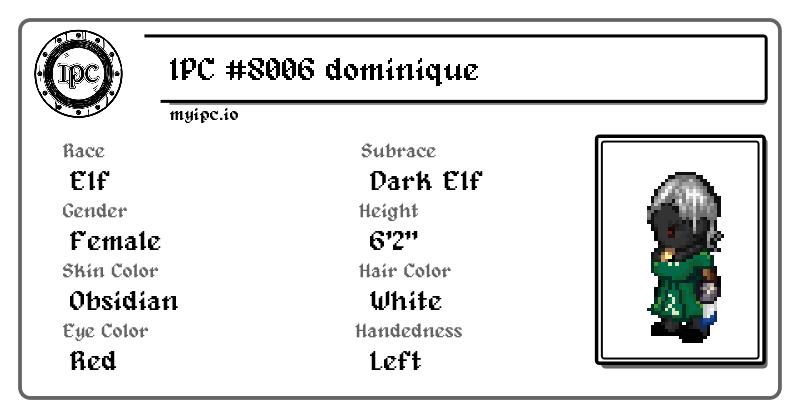 IPC
IPC #8006 dominique
myipc.io
Race
Elf
Subrace
Dark Elf
Gender
Female
Height
6'2"
Skin Color
Obsidian
Hair Color
White
Eye Color
Red
Handedness
Left